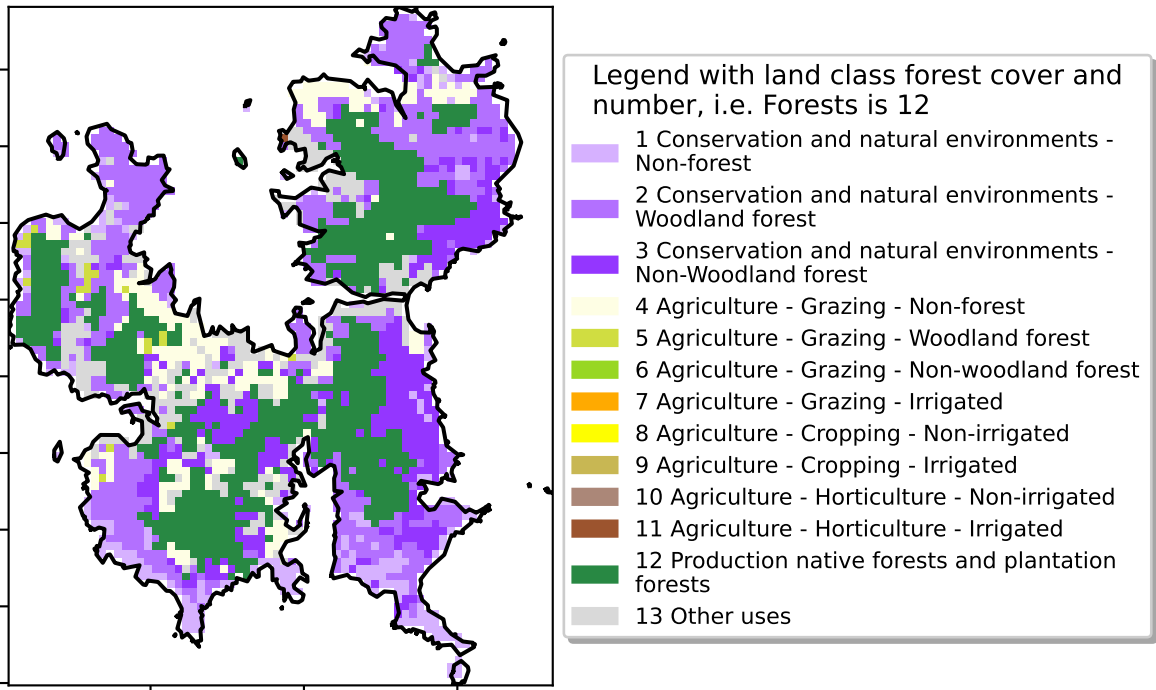 Legend with land class forest cover and
number, i.e. Forests is 12
1 Conservation and natural environments -
Non-forest
2 Conservation and natural environments -
Woodland forest
3 Conservation and natural environments -
Non-Woodland forest
4 Agriculture - Grazing - Non-forest
5 Agriculture - Grazing - Woodland forest
6 Agriculture - Grazing - Non-woodland forest
7 Agriculture - Grazing - Irrigated
8 Agriculture - Cropping - Non-irrigated
9 Agriculture - Cropping - Irrigated
10 Agriculture - Horticulture - Non-irrigated
11 Agriculture - Horticulture - Irrigated
12 Production native forests and plantation
forests
13 Other uses